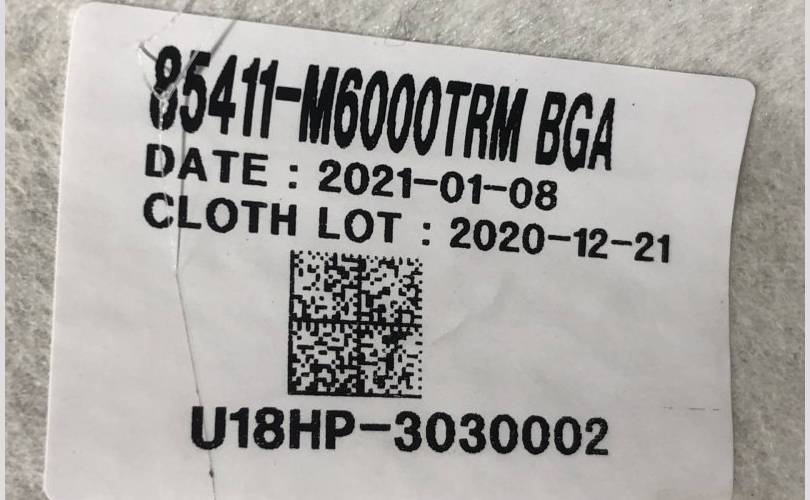 85411-M6000TRM BGA
DATE : 2021-01-08
CLOTH LOT : 2020-12-21
U18HP-3030002